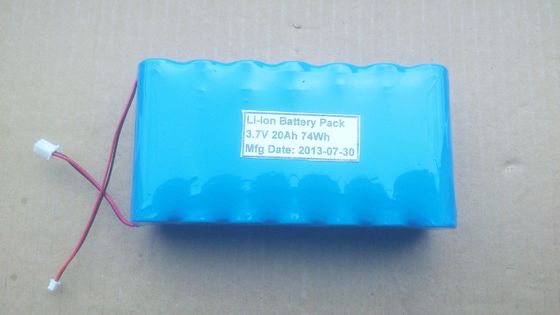 Li-Ion Battery Pack
3.7V 20Ah 74Wh
Mfg Date: 2013-07-30